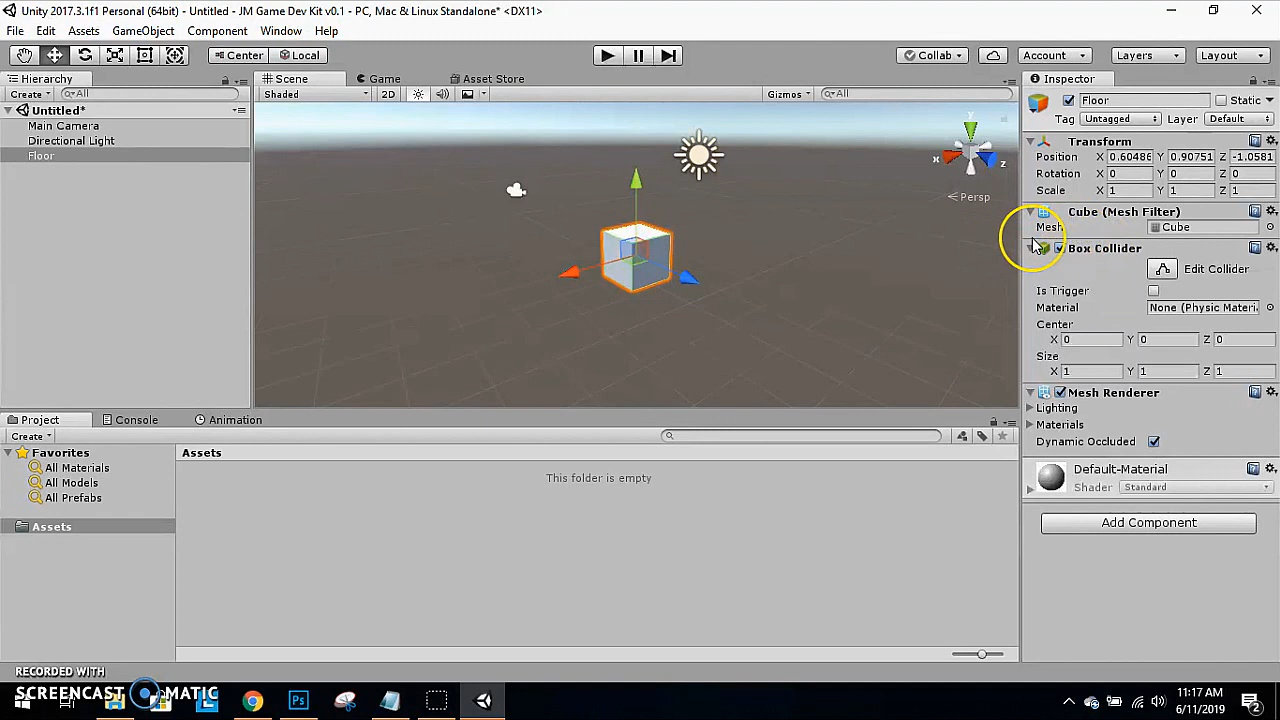 Unity 2017.3.1f1 Personal (64bit) - Untitled - JM Game Dev Kit v0.1 - PC, Mac & Linux Standalone* <DX11>
File Edit Assets GameObject Component Window Help
Center Local Collab Account Layers Layout
Hierarchy
Create All
Untitled*
Main Camera
Directional Light
Floor
Scene Game Asset Store
Shaded 2D Gizmos All
y
x
z
Persp
Inspector
Floor Static
Tag Untagged Layer Default
Transform
Position X 0.60486 Y 0.90751 Z -1.0581
Rotation X 0 Y 0 Z 0
Scale X 1 Y 1 Z 1
Cube (Mesh Filter)
Mesh Cube
Box Collider
Edit Collider
Is Trigger
Material None (Physic Materi
Center
X 0 Y 0 Z 0
Size
X 1 Y 1 Z 1
Mesh Renderer
Lighting
Materials
Dynamic Occluded
Default-Material
Shader Standard
Add Component
Project Console Animation
Create
Favorites
All Materials
All Models
All Prefabs
Assets
Assets
This folder is empty
RECORDED WITH
SCREENCAST MATIC
Ps
11:17 AM
6/11/2019
2